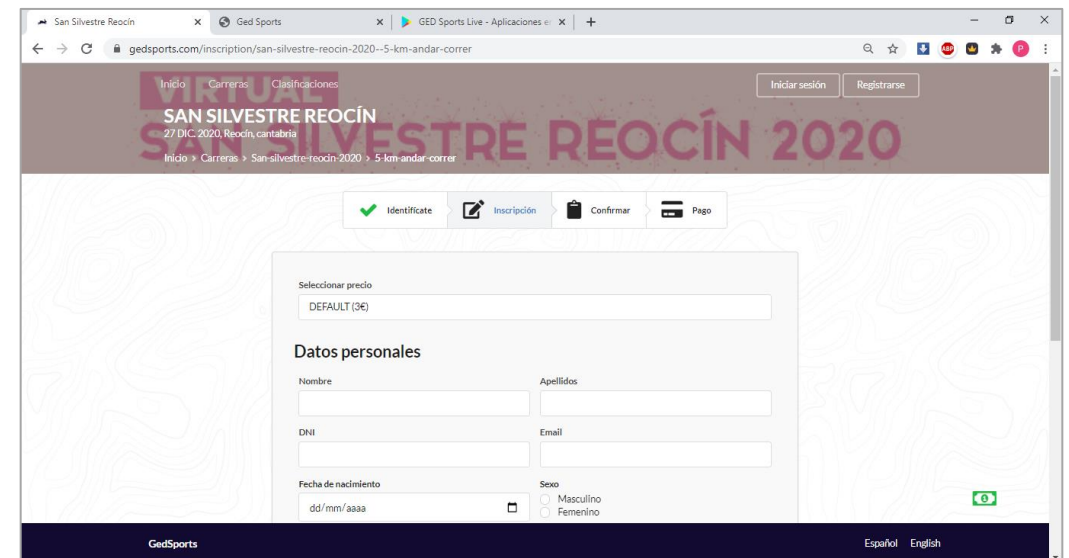 San Silvestre Reocín
Ged Sports
GED Sports Live - Aplicaciones e
gedsports.com/inscription/san-silvestre-reocin-2020--5-km-andar-correr
ABP
P
Inicio Carreras Clasificaciones
Iniciar sesión Registrarse
VIRTUAL
SAN SILVESTRE REOCÍN 2020
SAN SILVESTRE REOCÍN
27 DIC. 2020, Reocín, cantabria
Inicio > Carreras > San-silvestre-reocin-2020 > 5-km-andar-correr
Identifícate Inscripción Confirmar Pago
Seleccionar precio
DEFAULT (3€)
Datos personales
Nombre Apellidos
DNI Email
Fecha de nacimiento Sexo
dd/mm/aaaa
Masculino
Femenino
GedSports Español English